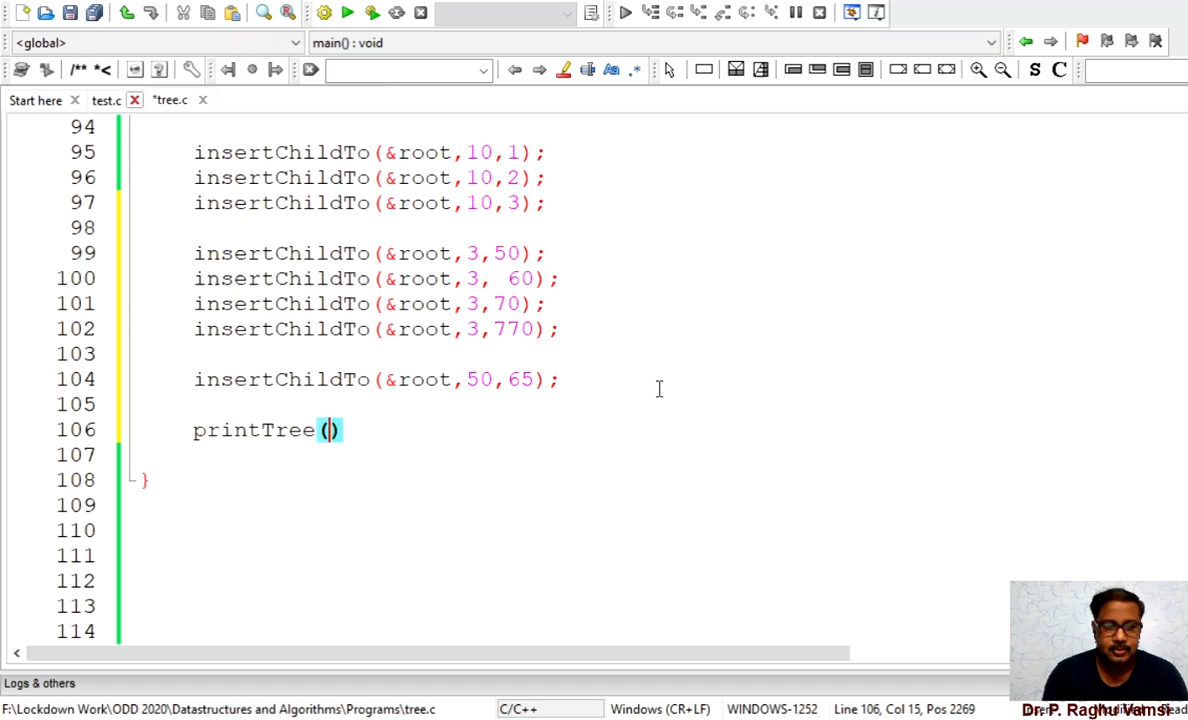 <global>
main() : void
/** *<
S C
Start here
test.c
*tree.c
94
95 insertChildTo(&root,10,1);
96 insertChildTo(&root,10,2);
97 insertChildTo(&root,10,3);
98
99 insertChildTo(&root,3,50);
100 insertChildTo(&root,3, 60);
101 insertChildTo(&root,3,70);
102 insertChildTo(&root,3,770);
103
104 insertChildTo(&root,50,65);
105
106 printTree()
107
108 }
109
110
111
112
113
114
Logs & others
F:\Lockdown Work\ODD 2020\Datastructures and Algorithms\Programs\tree.c
C/C++
Windows (CR+LF)
WINDOWS-1252
Line 106, Col 15, Pos 2269
Dr. P. Raghu Vamsi